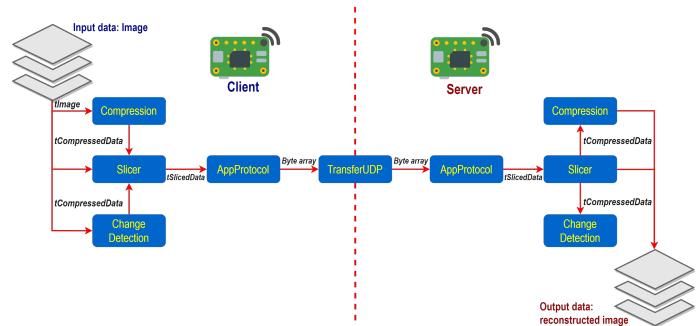 Input data: Image
Client
Server
tImage
Compression
Compression
tCompressedData
tCompressedData
Slicer
tSlicedData
AppProtocol
Byte array
TransferUDP
Byte array
AppProtocol
tSlicedData
Slicer
tCompressedData
tCompressedData
Change
Detection
Change
Detection
Output data:
reconstructed image